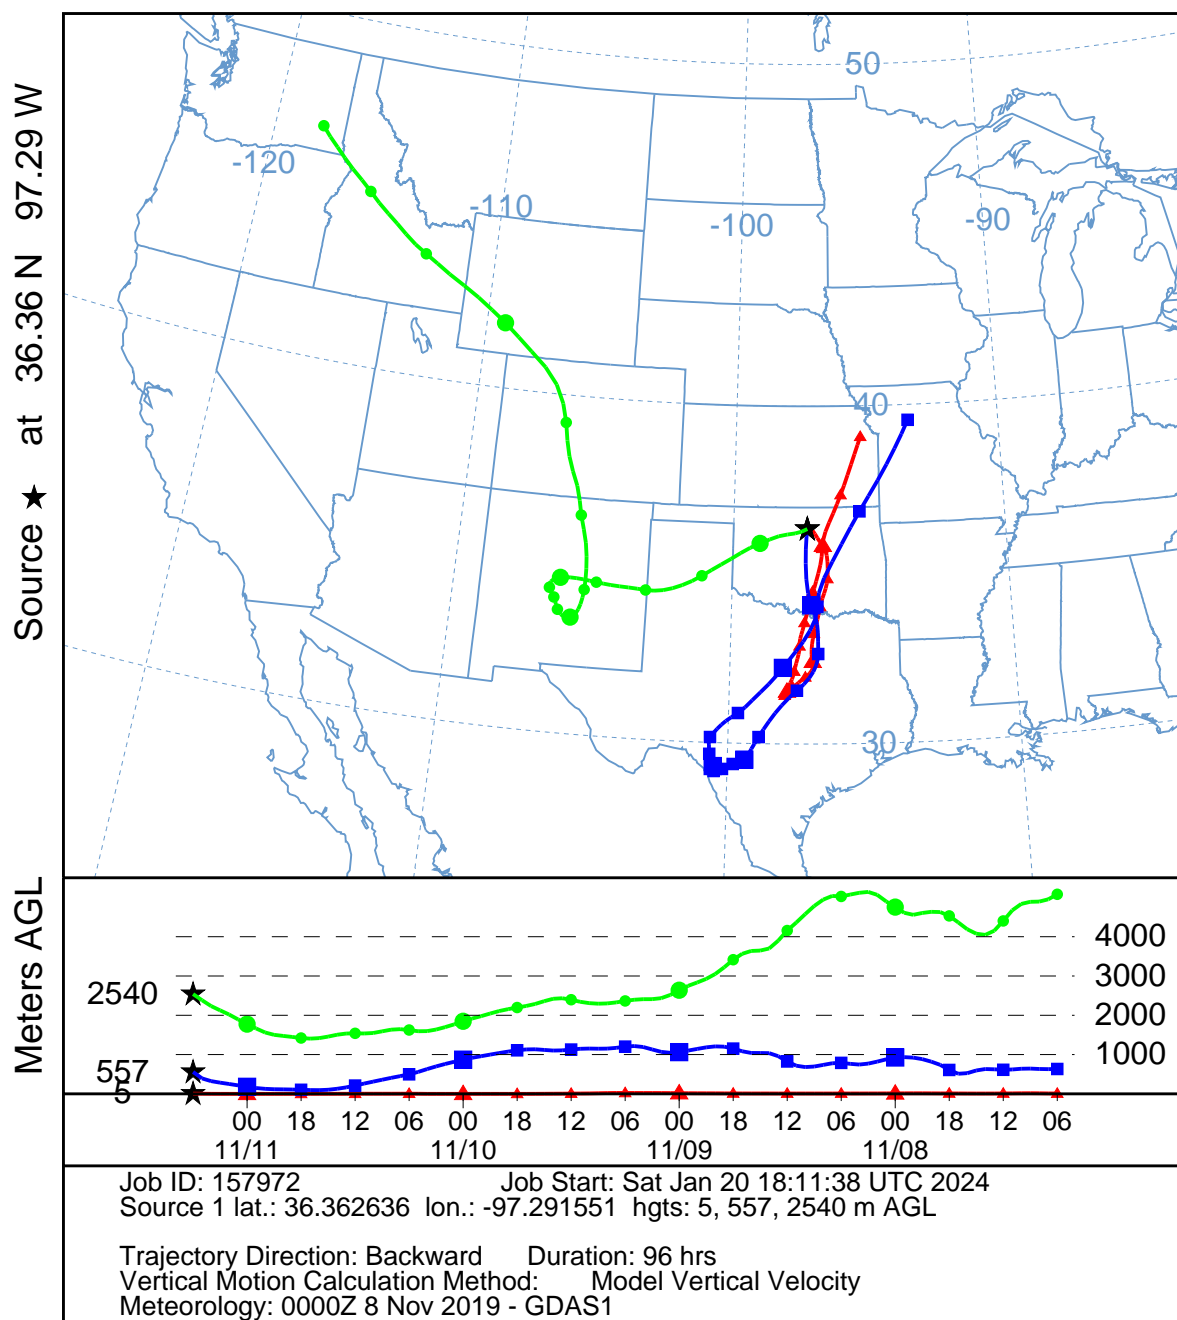 Source ★ at 36.36 N 97.29 W
50
-120
-110
-100
-90
40
30
Meters AGL
2540
557
5
4000
3000
2000
1000
00 18 12 06 00 18 12 06 00 18 12 06 00 18 12 06
11/11 11/10 11/09 11/08
Job ID: 157972 Job Start: Sat Jan 20 18:11:38 UTC 2024
Source 1 lat.: 36.362636 lon.: -97.291551 hgts: 5, 557, 2540 m AGL
Trajectory Direction: Backward Duration: 96 hrs
Vertical Motion Calculation Method: Model Vertical Velocity
Meteorology: 0000Z 8 Nov 2019 - GDAS1